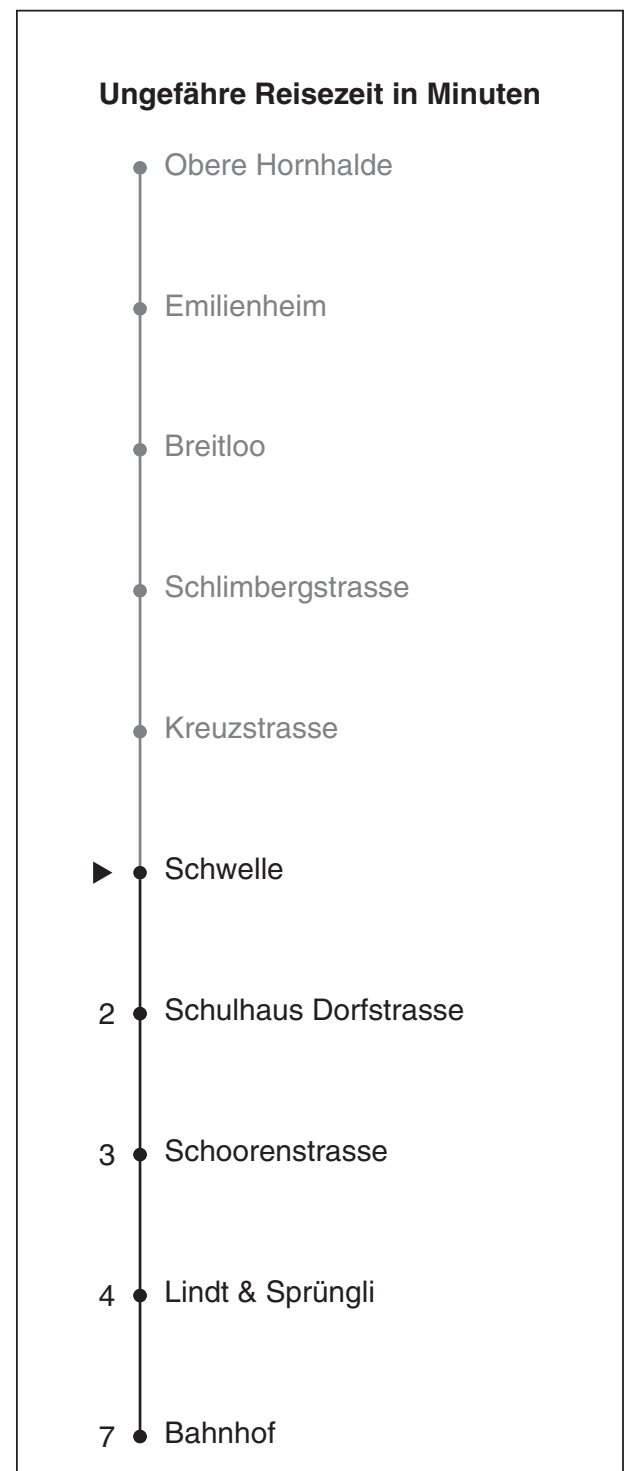 Ungefähre Reisezeit in Minuten
Obere Hornhalde
Emilienheim
Breitloo
Schlimbergstrasse
Kreuzstrasse
Schwelle
2 Schulhaus Dorfstrasse
3 Schoorenstrasse
4 Lindt & Sprüngli
7 Bahnhof